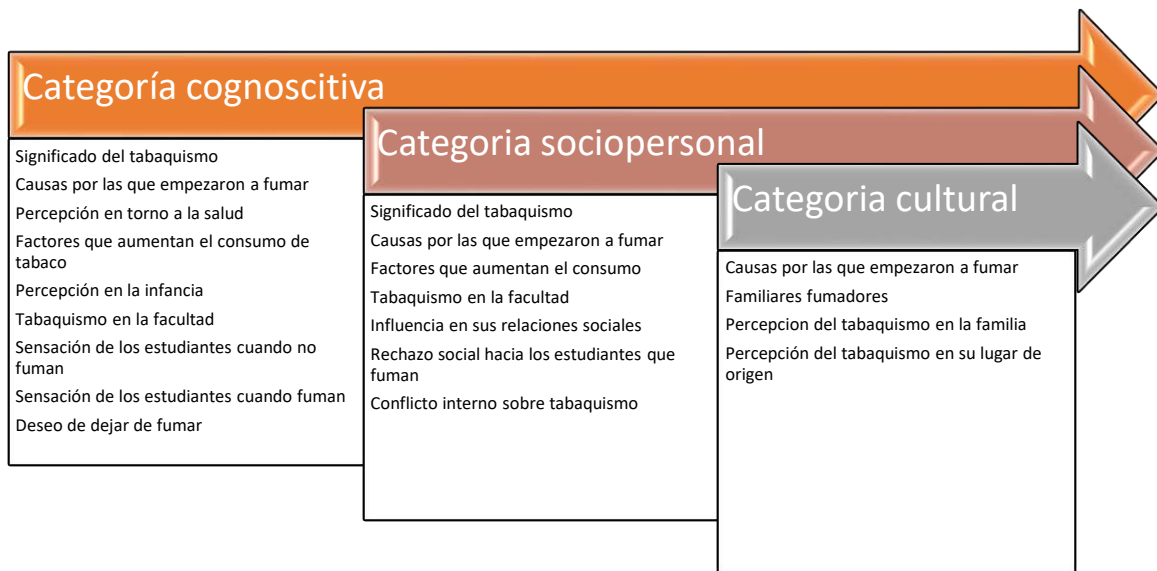 Categoría cognoscitiva
Significado del tabaquismo
Causas por las que empezaron a fumar
Percepción en torno a la salud
Factores que aumentan el consumo de
tabaco
Percepción en la infancia
Tabaquismo en la facultad
Sensación de los estudiantes cuando no
fuman
Sensación de los estudiantes cuando fuman
Deseo de dejar de fumar
Categoria sociopersonal
Significado del tabaquismo
Causas por las que empezaron a fumar
Factores que aumentan el consumo
Tabaquismo en la facultad
Influencia en sus relaciones sociales
Rechazo social hacia los estudiantes que
fuman
Conflicto interno sobre tabaquismo
Categoria cultural
Causas por las que empezaron a fumar
Familiares fumadores
Percepcion del tabaquismo en la familia
Percepción del tabaquismo en su lugar de
origen